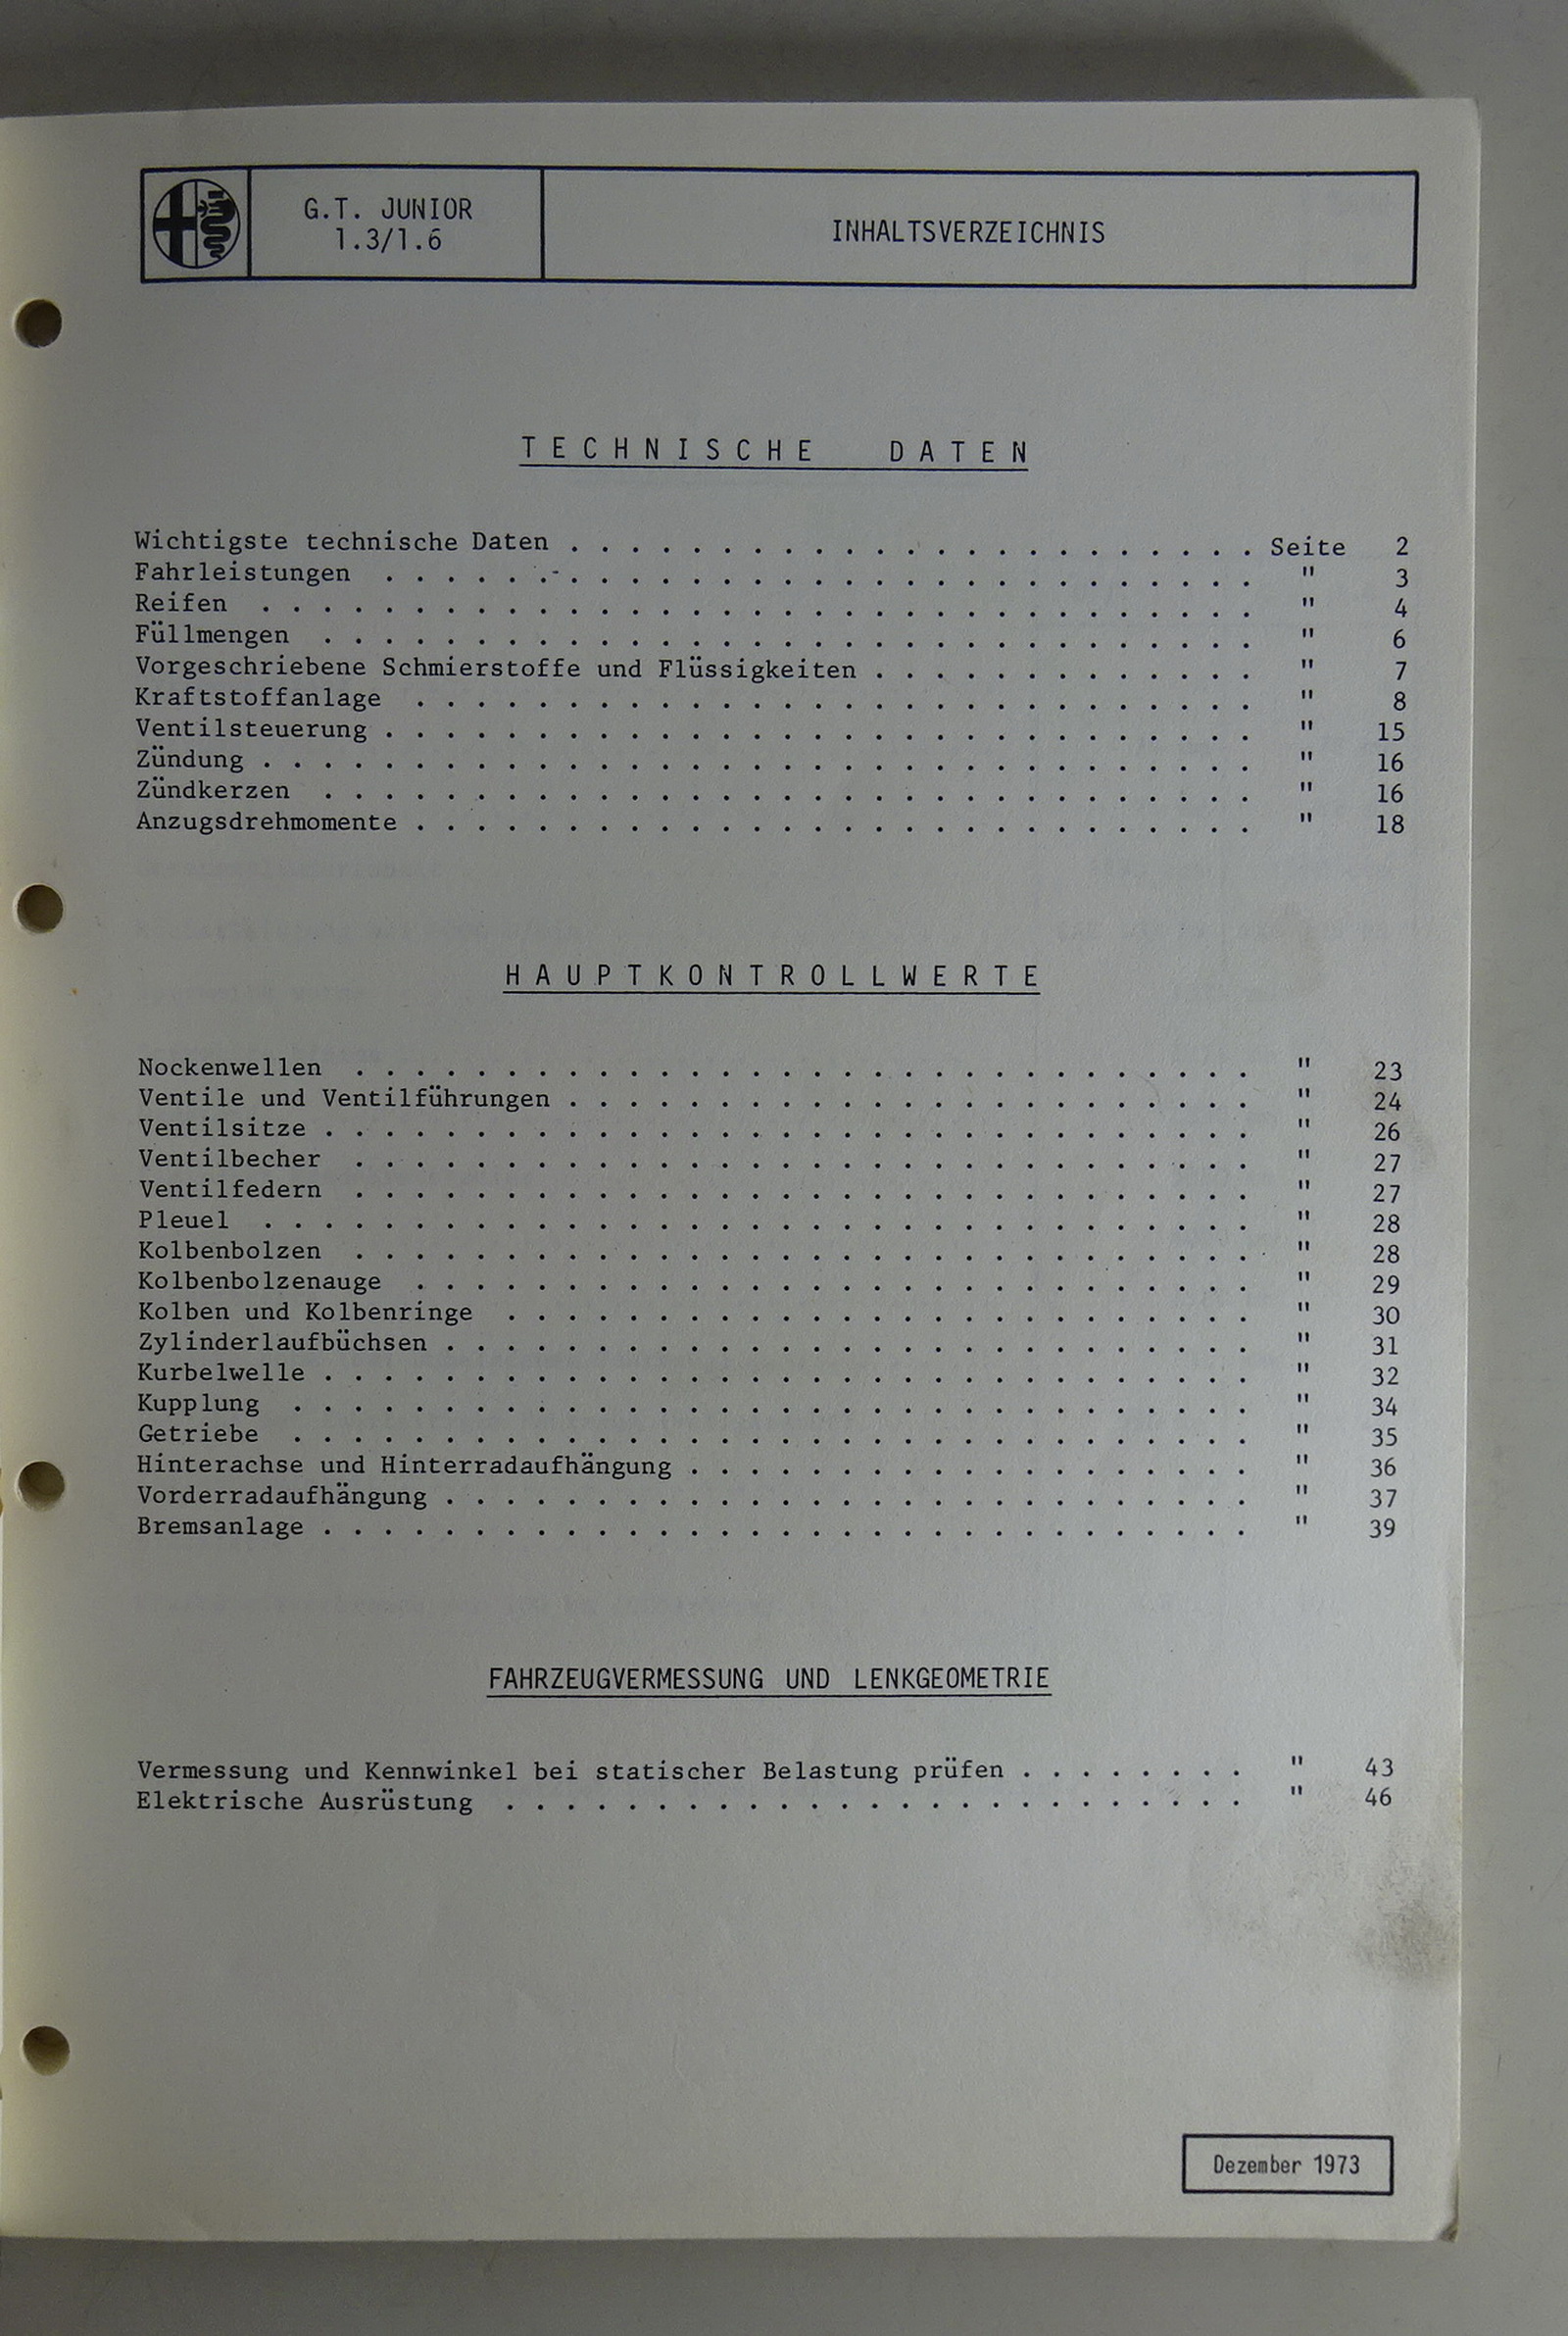 G.T. JUNIOR
1.3/1.6
INHALTSVERZEICHNIS
TECHNISCHE DATEN
Wichtigste technische Daten . . . . . . . . . . . . . . . . . . . . . . . Seite 2
Fahrleistungen . . . . . . . . . . . . . . . . . . . . . . . . . . . . . " 3
Reifen . . . . . . . . . . . . . . . . . . . . . . . . . . . . . . . . . " 4
Füllmengen . . . . . . . . . . . . . . . . . . . . . . . . . . . . . . . " 6
Vorgeschriebene Schmierstoffe und Flüssigkeiten . . . . . . . . . . . . . " 7
Kraftstoffanlage . . . . . . . . . . . . . . . . . . . . . . . . . . . . " 8
Ventilsteuerung . . . . . . . . . . . . . . . . . . . . . . . . . . . . . " 15
Zündung . . . . . . . . . . . . . . . . . . . . . . . . . . . . . . . . . " 16
Zündkerzen . . . . . . . . . . . . . . . . . . . . . . . . . . . . . . . " 16
Anzugsdrehmomente . . . . . . . . . . . . . . . . . . . . . . . . . . . . " 18
HAUPTKONTROLLWERTE
Nockenwellen . . . . . . . . . . . . . . . . . . . . . . . . . . . . . . " 23
Ventile und Ventilführungen . . . . . . . . . . . . . . . . . . . . . . . " 24
Ventilsitze . . . . . . . . . . . . . . . . . . . . . . . . . . . . . . . " 26
Ventilbecher . . . . . . . . . . . . . . . . . . . . . . . . . . . . . . " 27
Ventilfedern . . . . . . . . . . . . . . . . . . . . . . . . . . . . . . " 27
Pleuel . . . . . . . . . . . . . . . . . . . . . . . . . . . . . . . . . " 28
Kolbenbolzen . . . . . . . . . . . . . . . . . . . . . . . . . . . . . . " 28
Kolbenbolzenauge . . . . . . . . . . . . . . . . . . . . . . . . . . . . " 29
Kolben und Kolbenringe . . . . . . . . . . . . . . . . . . . . . . . . . " 30
Zylinderlaufbüchsen . . . . . . . . . . . . . . . . . . . . . . . . . . . " 31
Kurbelwelle . . . . . . . . . . . . . . . . . . . . . . . . . . . . . . . " 32
Kupplung . . . . . . . . . . . . . . . . . . . . . . . . . . . . . . . . " 34
Getriebe . . . . . . . . . . . . . . . . . . . . . . . . . . . . . . . . " 35
Hinterachse und Hinterradaufhängung . . . . . . . . . . . . . . . . . . . " 36
Vorderradaufhängung . . . . . . . . . . . . . . . . . . . . . . . . . . . " 37
Bremsanlage . . . . . . . . . . . . . . . . . . . . . . . . . . . . . . . " 39
FAHRZEUGVERMESSUNG UND LENKGEOMETRIE
Vermessung und Kennwinkel bei statischer Belastung prüfen . . . . . . . . " 43
Elektrische Ausrüstung . . . . . . . . . . . . . . . . . . . . . . . . . " 46
Dezember 1973